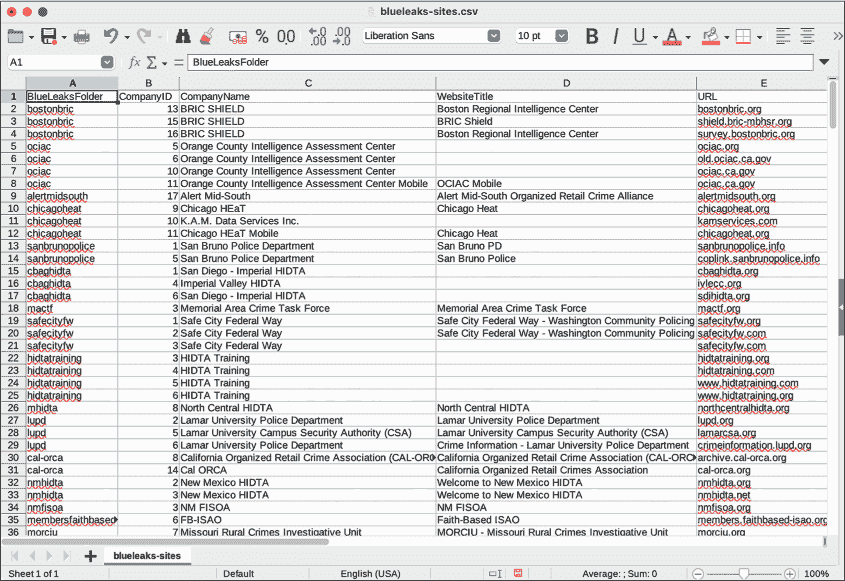 blueleaks-sites.csv
Liberation Sans 10 pt B I U A
A1 fx Σ = BlueLeaksFolder
A B C D E
1 BlueLeaksFolder CompanyID CompanyName WebsiteTitle URL
2 bostonbric 13 BRIC SHIELD Boston Regional Intelligence Center bostonbric.org
3 bostonbric 15 BRIC SHIELD BRIC Shield shield.bric-mbhsr.org
4 bostonbric 16 BRIC SHIELD Boston Regional Intelligence Center survey.bostonbric.org
5 ociac 5 Orange County Intelligence Assessment Center ociac.org
6 ociac 6 Orange County Intelligence Assessment Center old.ociac.ca.gov
7 ociac 10 Orange County Intelligence Assessment Center ociac.ca.gov
8 ociac 11 Orange County Intelligence Assessment Center Mobile OCIAC Mobile ociac.ca.gov
9 alertmidsouth 17 Alert Mid-South Alert Mid-South Organized Retail Crime Alliance alertmidsouth.org
10 chicagoheat 9 Chicago HEaT Chicago Heat chicagoheat.org
11 chicagoheat 10 K.A.M. Data Services Inc. kamservices.com
12 chicagoheat 11 Chicago HEaT Mobile Chicago Heat chicagoheat.org
13 sanbrunopolice 1 San Bruno Police Department San Bruno PD sanbrunopolice.info
14 sanbrunopolice 5 San Bruno Police Department San Bruno Police coplink.sanbrunopolice.info
15 cbaghidta 1 San Diego - Imperial HIDTA cbaghidta.org
16 cbaghidta 4 Imperial Valley HIDTA ivlecc.org
17 cbaghidta 6 San Diego - Imperial HIDTA sdihidta.org
18 mactf 3 Memorial Area Crime Task Force Memorial Area Crime Task Force mactf.org
19 safecityfw 1 Safe City Federal Way Safe City Federal Way - Washington Community Policing safecityfw.org
20 safecityfw 2 Safe City Federal Way Safe City Federal Way - Washington Community Policing safecityfw.com
21 safecityfw 3 Safe City Federal Way safecityfw.com
22 hidtatraining 3 HIDTA Training hidtatraining.org
23 hidtatraining 4 HIDTA Training hidtatraining.com
24 hidtatraining 5 HIDTA Training www.hidtatraining.com
25 hidtatraining 6 HIDTA Training www.hidtatraining.org
26 mhidta 8 North Central HIDTA North Central HIDTA northcentralhidta.org
27 lupd 2 Lamar University Police Department Lamar University Police Department lupd.org
28 lupd 5 Lamar University Campus Security Authority (CSA) Lamar University Campus Security Authority (CSA) lamarcsa.org
29 lupd 6 Lamar University Police Department Crime Information - Lamar University Police Department crimeinformation.lupd.org
30 cal-orca 8 California Organized Retail Crime Association (CAL-ORC California Organized Retail Crimes Association (CAL-ORC archive.cal-orca.org
31 cal-orca 14 Cal ORCA California Organized Retail Crimes Association cal-orca.org
32 nmhidta 2 New Mexico HIDTA Welcome to New Mexico HIDTA nmhidta.org
33 nmhidta 3 New Mexico HIDTA Welcome to New Mexico HIDTA nmhidta.net
34 nmfisoa 3 NM FISOA NM FISOA nmfisoa.org
35 membersfaithbased 6 FB-ISAO Faith-Based ISAO members.faithbased-isao.org
36 morciu 7 Missouri Rural Crimes Investigative Unit MORCIU - Missouri Rural Crimes Investigative Unit morciu.org
blueleaks-sites
Sheet 1 of 1 Default English (USA) Average: ; Sum: 0 100%